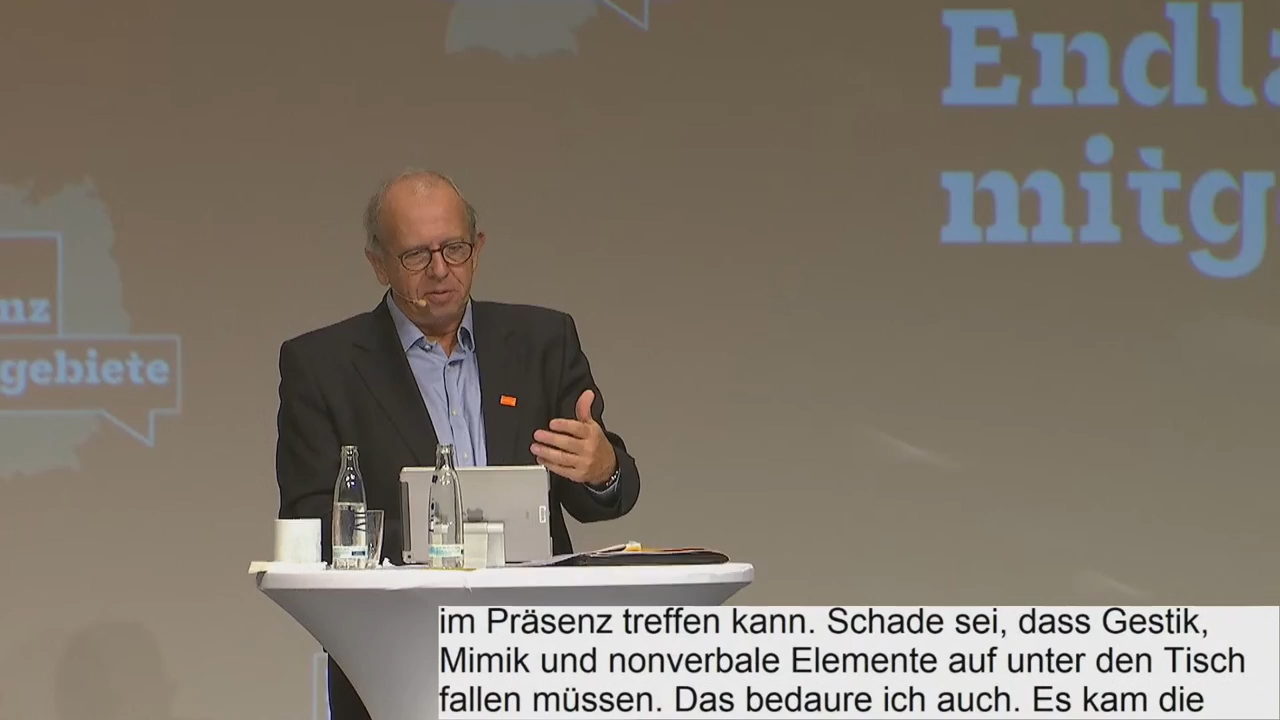 Endla
mitg
nz
gebiete
im Präsenz treffen kann. Schade sei, dass Gestik,
Mimik und nonverbale Elemente auf unter den Tisch
fallen müssen. Das bedaure ich auch. Es kam die